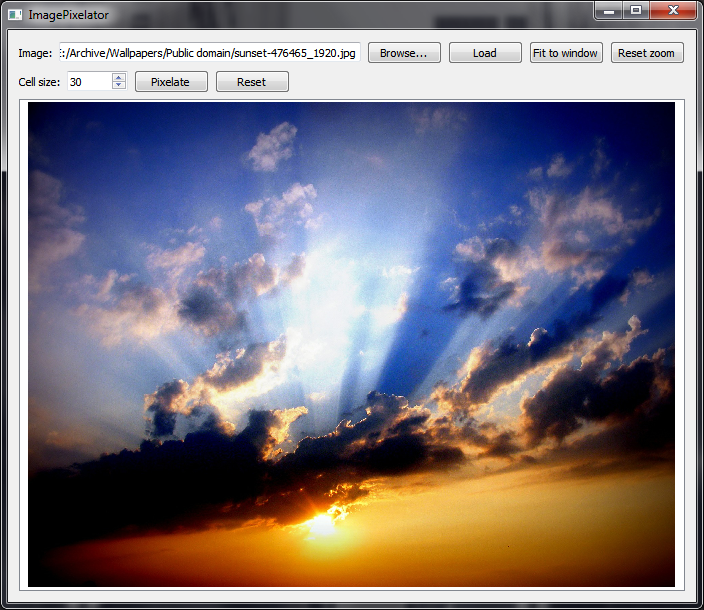 ImagePixelator
Image: :/Archive/Wallpapers/Public domain/sunset-476465_1920.jpg Browse... Load Fit to window Reset zoom
Cell size: 30 Pixelate Reset